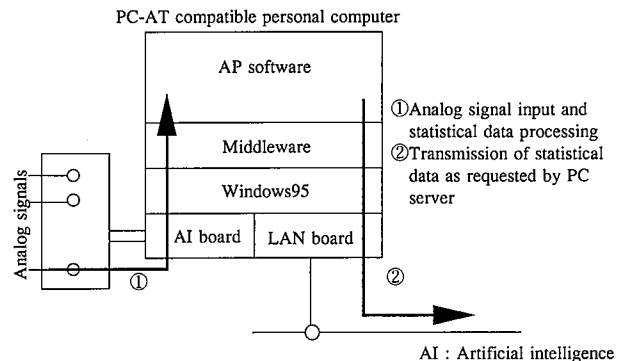 PC-AT compatible personal computer
AP software
Middleware
Windows95
AI board
LAN board
Analog signals
①
②
①Analog signal input and
statistical data processing
②Transmission of statistical
data as requested by PC
server
AI : Artificial intelligence